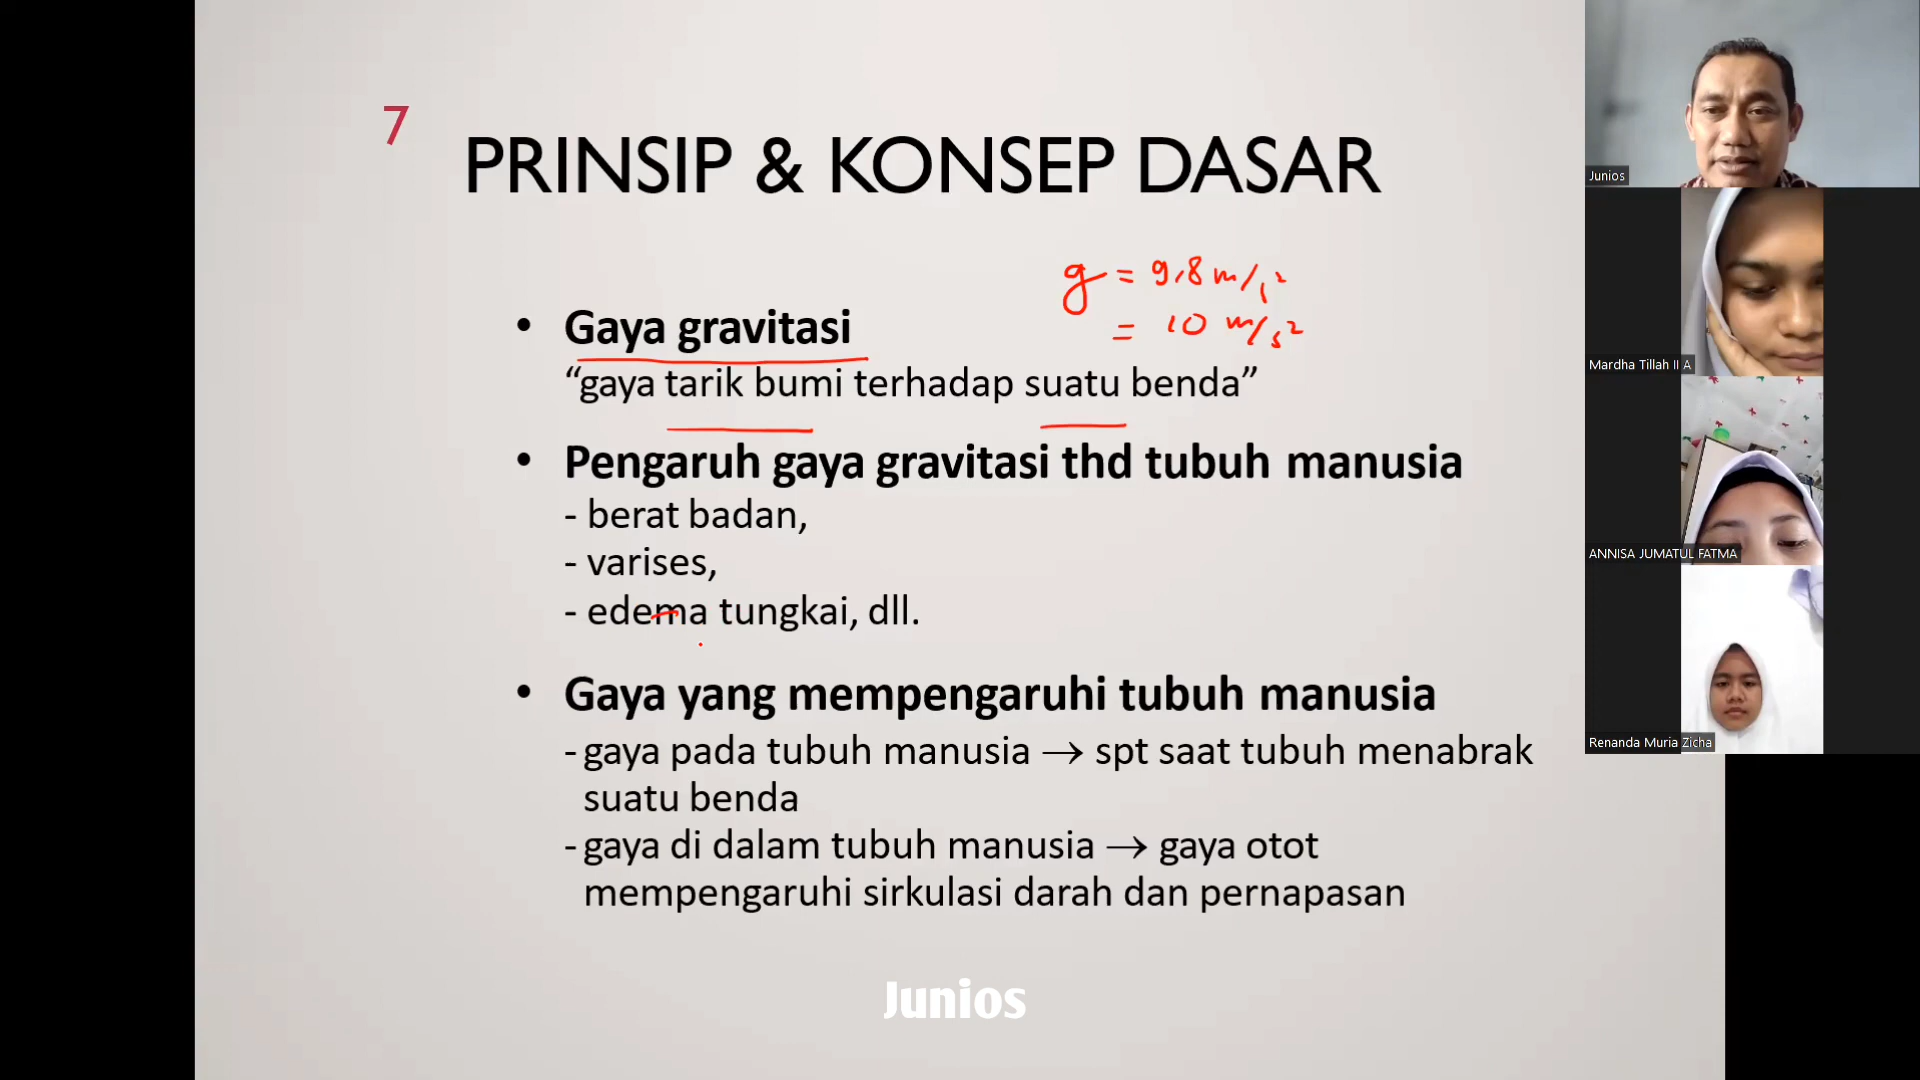 7
PRINSIP & KONSEP DASAR
g = 9,8 m/s²
= 10 m/s²
• Gaya gravitasi
“gaya tarik bumi terhadap suatu benda”
• Pengaruh gaya gravitasi thd tubuh manusia
- berat badan,
- varises,
- edema tungkai, dll.
• Gaya yang mempengaruhi tubuh manusia
- gaya pada tubuh manusia → spt saat tubuh menabrak
suatu benda
- gaya di dalam tubuh manusia → gaya otot
mempengaruhi sirkulasi darah dan pernapasan
Junios
Junios
Mardha Tillah II A
ANNISA JUMATUL FATMA
Renanda Muria Zicha